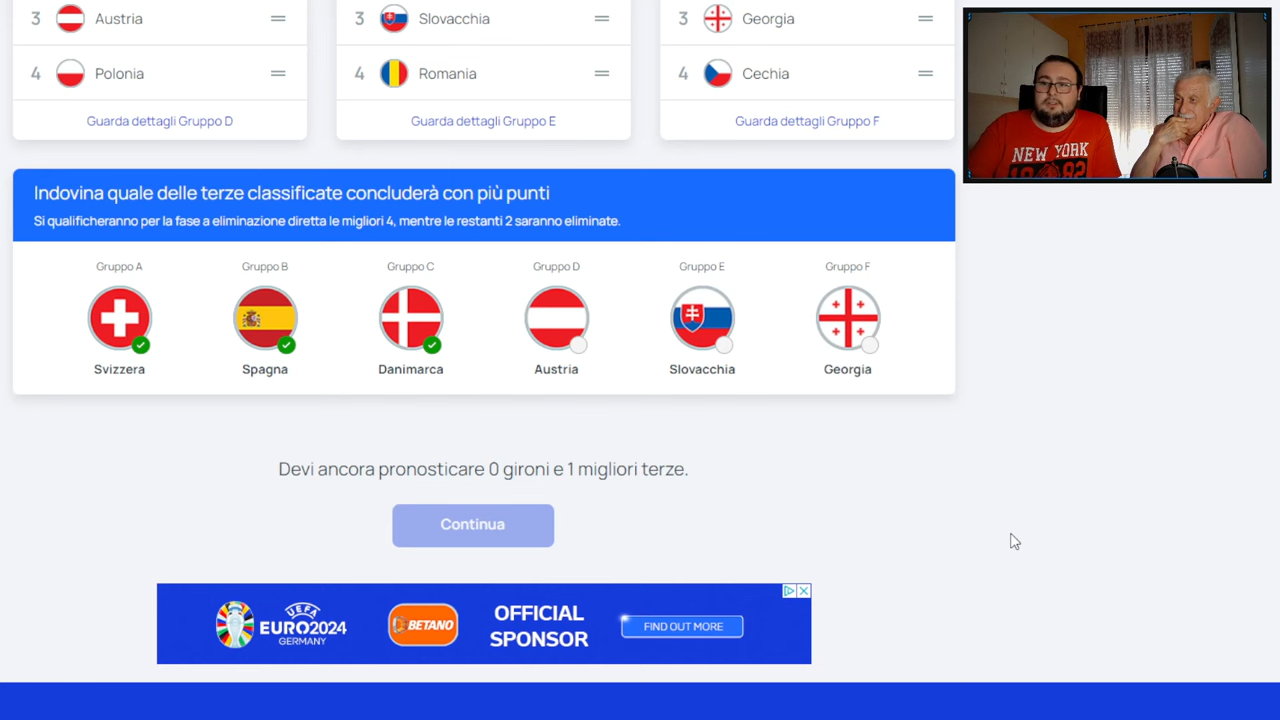 3 Austria
3 Slovacchia
3 Georgia
4 Polonia
4 Romania
4 Cechia
Guarda dettagli Gruppo D
Guarda dettagli Gruppo E
Guarda dettagli Gruppo F
NEW YORK
Indovina quale delle terze classificate concluderà con più punti
Si qualificheranno per la fase a eliminazione diretta le migliori 4, mentre le restanti 2 saranno eliminate.
Gruppo A
Gruppo B
Gruppo C
Gruppo D
Gruppo E
Gruppo F
Svizzera
Spagna
Danimarca
Austria
Slovacchia
Georgia
Devi ancora pronosticare 0 gironi e 1 migliori terze.
Continua
UEFA
EURO2024
GERMANY
BETANO
OFFICIAL
SPONSOR
FIND OUT MORE